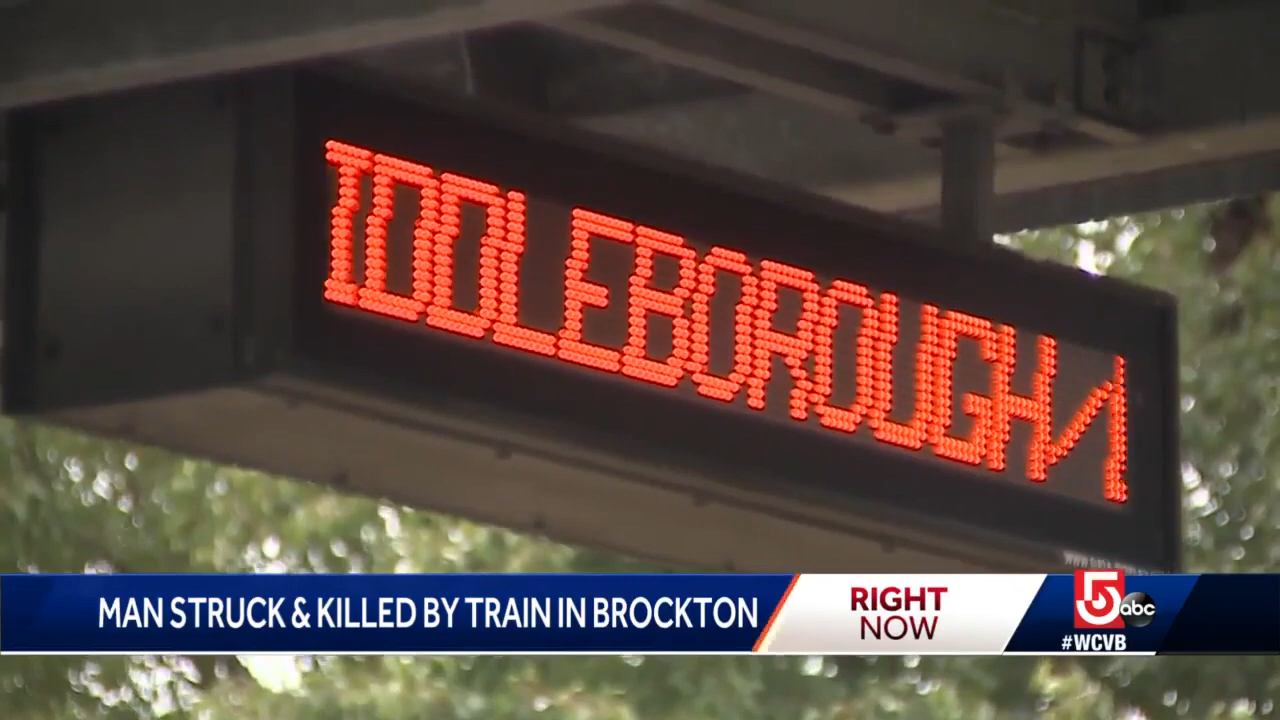 IDDLEBOROUGH/L
MAN STRUCK & KILLED BY TRAIN IN BROCKTON
RIGHT
NOW
5
abc
#WCVB